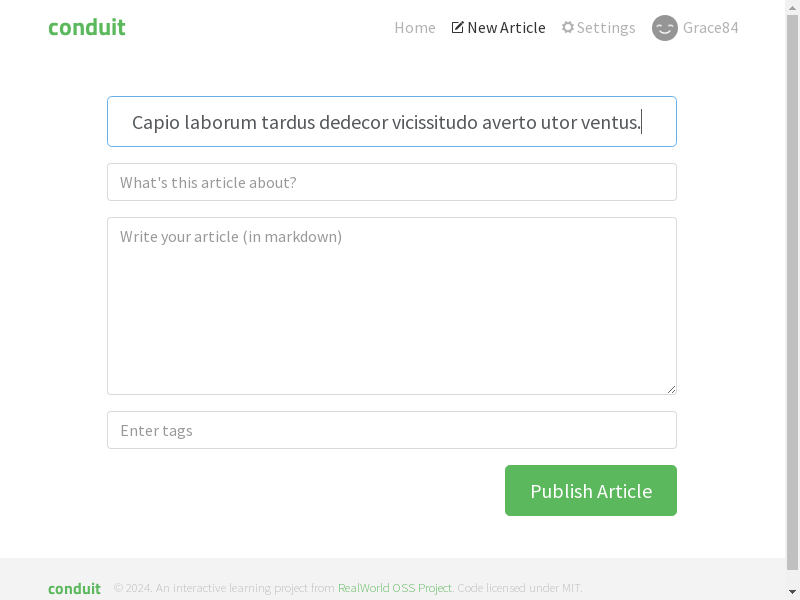 conduit
Home New Article Settings Grace84
Capio laborum tardus dedecor vicissitudo averto utor ventus.
What's this article about?
Write your article (in markdown)
Enter tags
Publish Article
conduit © 2024. An interactive learning project from RealWorld OSS Project. Code licensed under MIT.